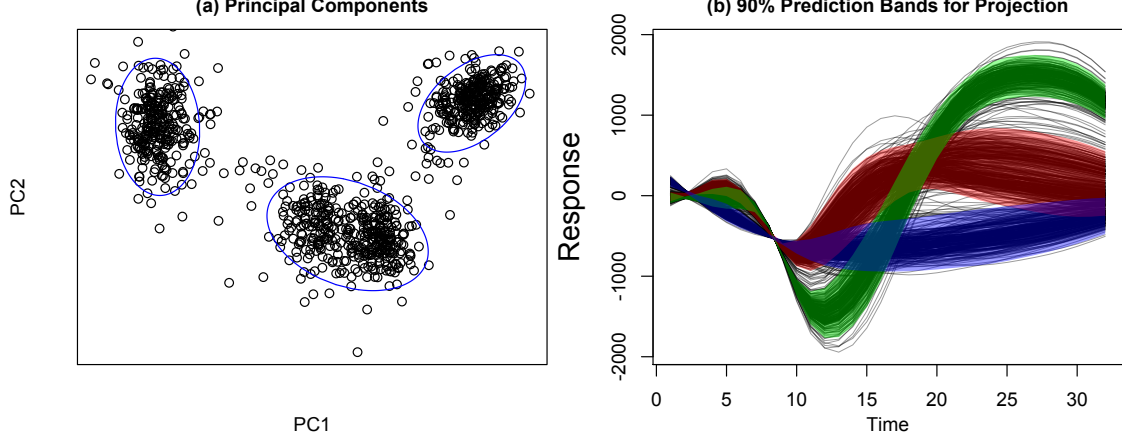 (a) Principal Components
PC2
PC1
(b) 90% Prediction Bands for Projection
Response
2000
1000
0
-1000
-2000
0 5 10 15 20 25 30
Time